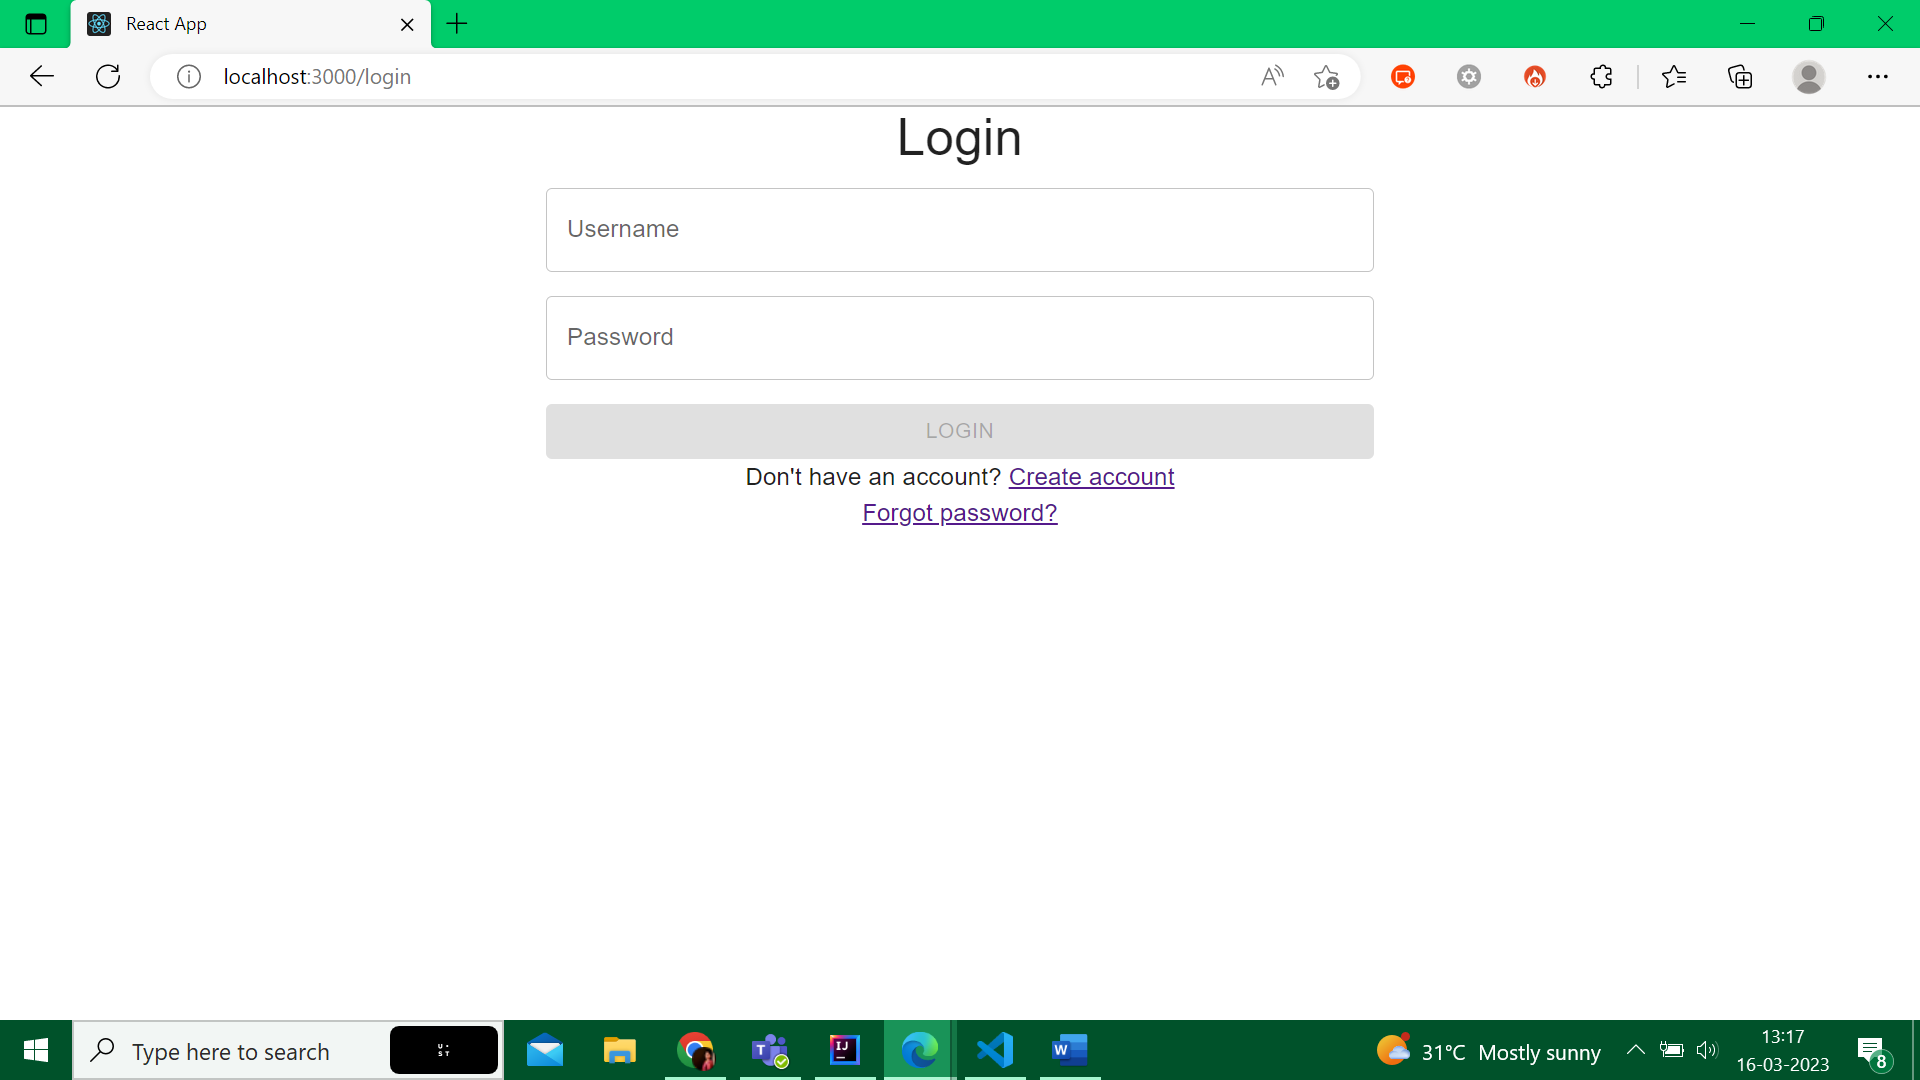 React App
localhost:3000/login
Login
Username
Password
LOGIN
Don't have an account? Create account
Forgot password?
Type here to search
U •
S T
IJ
T
W
31°C Mostly sunny
13:17
16-03-2023
8